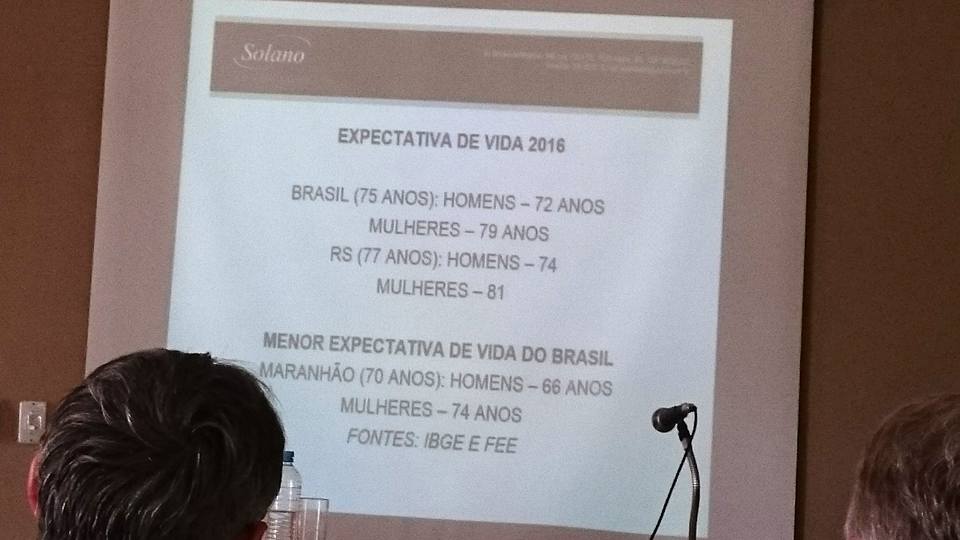 Solano
EXPECTATIVA DE VIDA 2016
BRASIL (75 ANOS): HOMENS – 72 ANOS
MULHERES – 79 ANOS
RS (77 ANOS): HOMENS – 74
MULHERES – 81
MENOR EXPECTATIVA DE VIDA DO BRASIL
MARANHÃO (70 ANOS): HOMENS – 66 ANOS
MULHERES – 74 ANOS
FONTES: IBGE E FEE